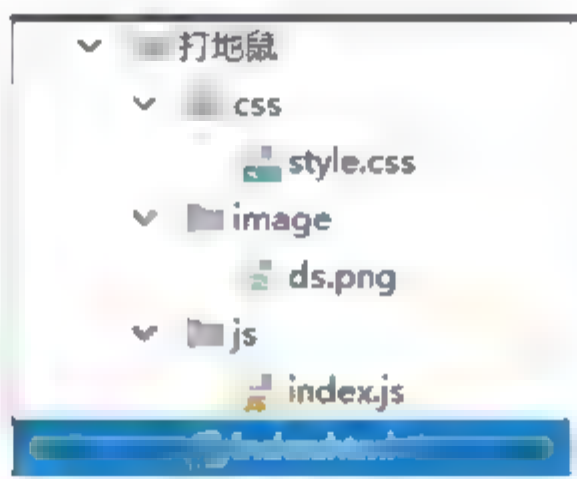 打地鼠
css
style.css
image
ds.png
js
index.js